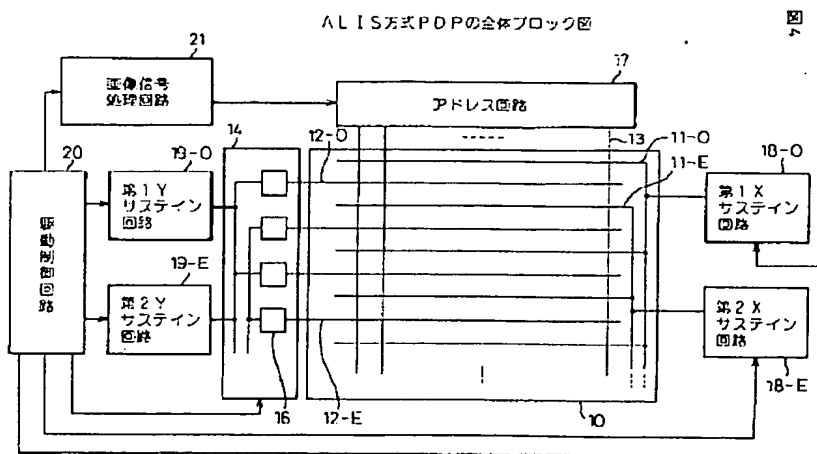 ALIS方式PDPの全体ブロック図
図4
21
画像信号
処理回路
17
アドレス回路
13
14
12-O
11-O
11-E
20
駆動制御回路
19-O
第1Y
サステイン
回路
18-O
第1X
サステイン
回路
19-E
第2Y
サステイン
回路
第2X
サステイン
回路
18-E
16
12-E
10